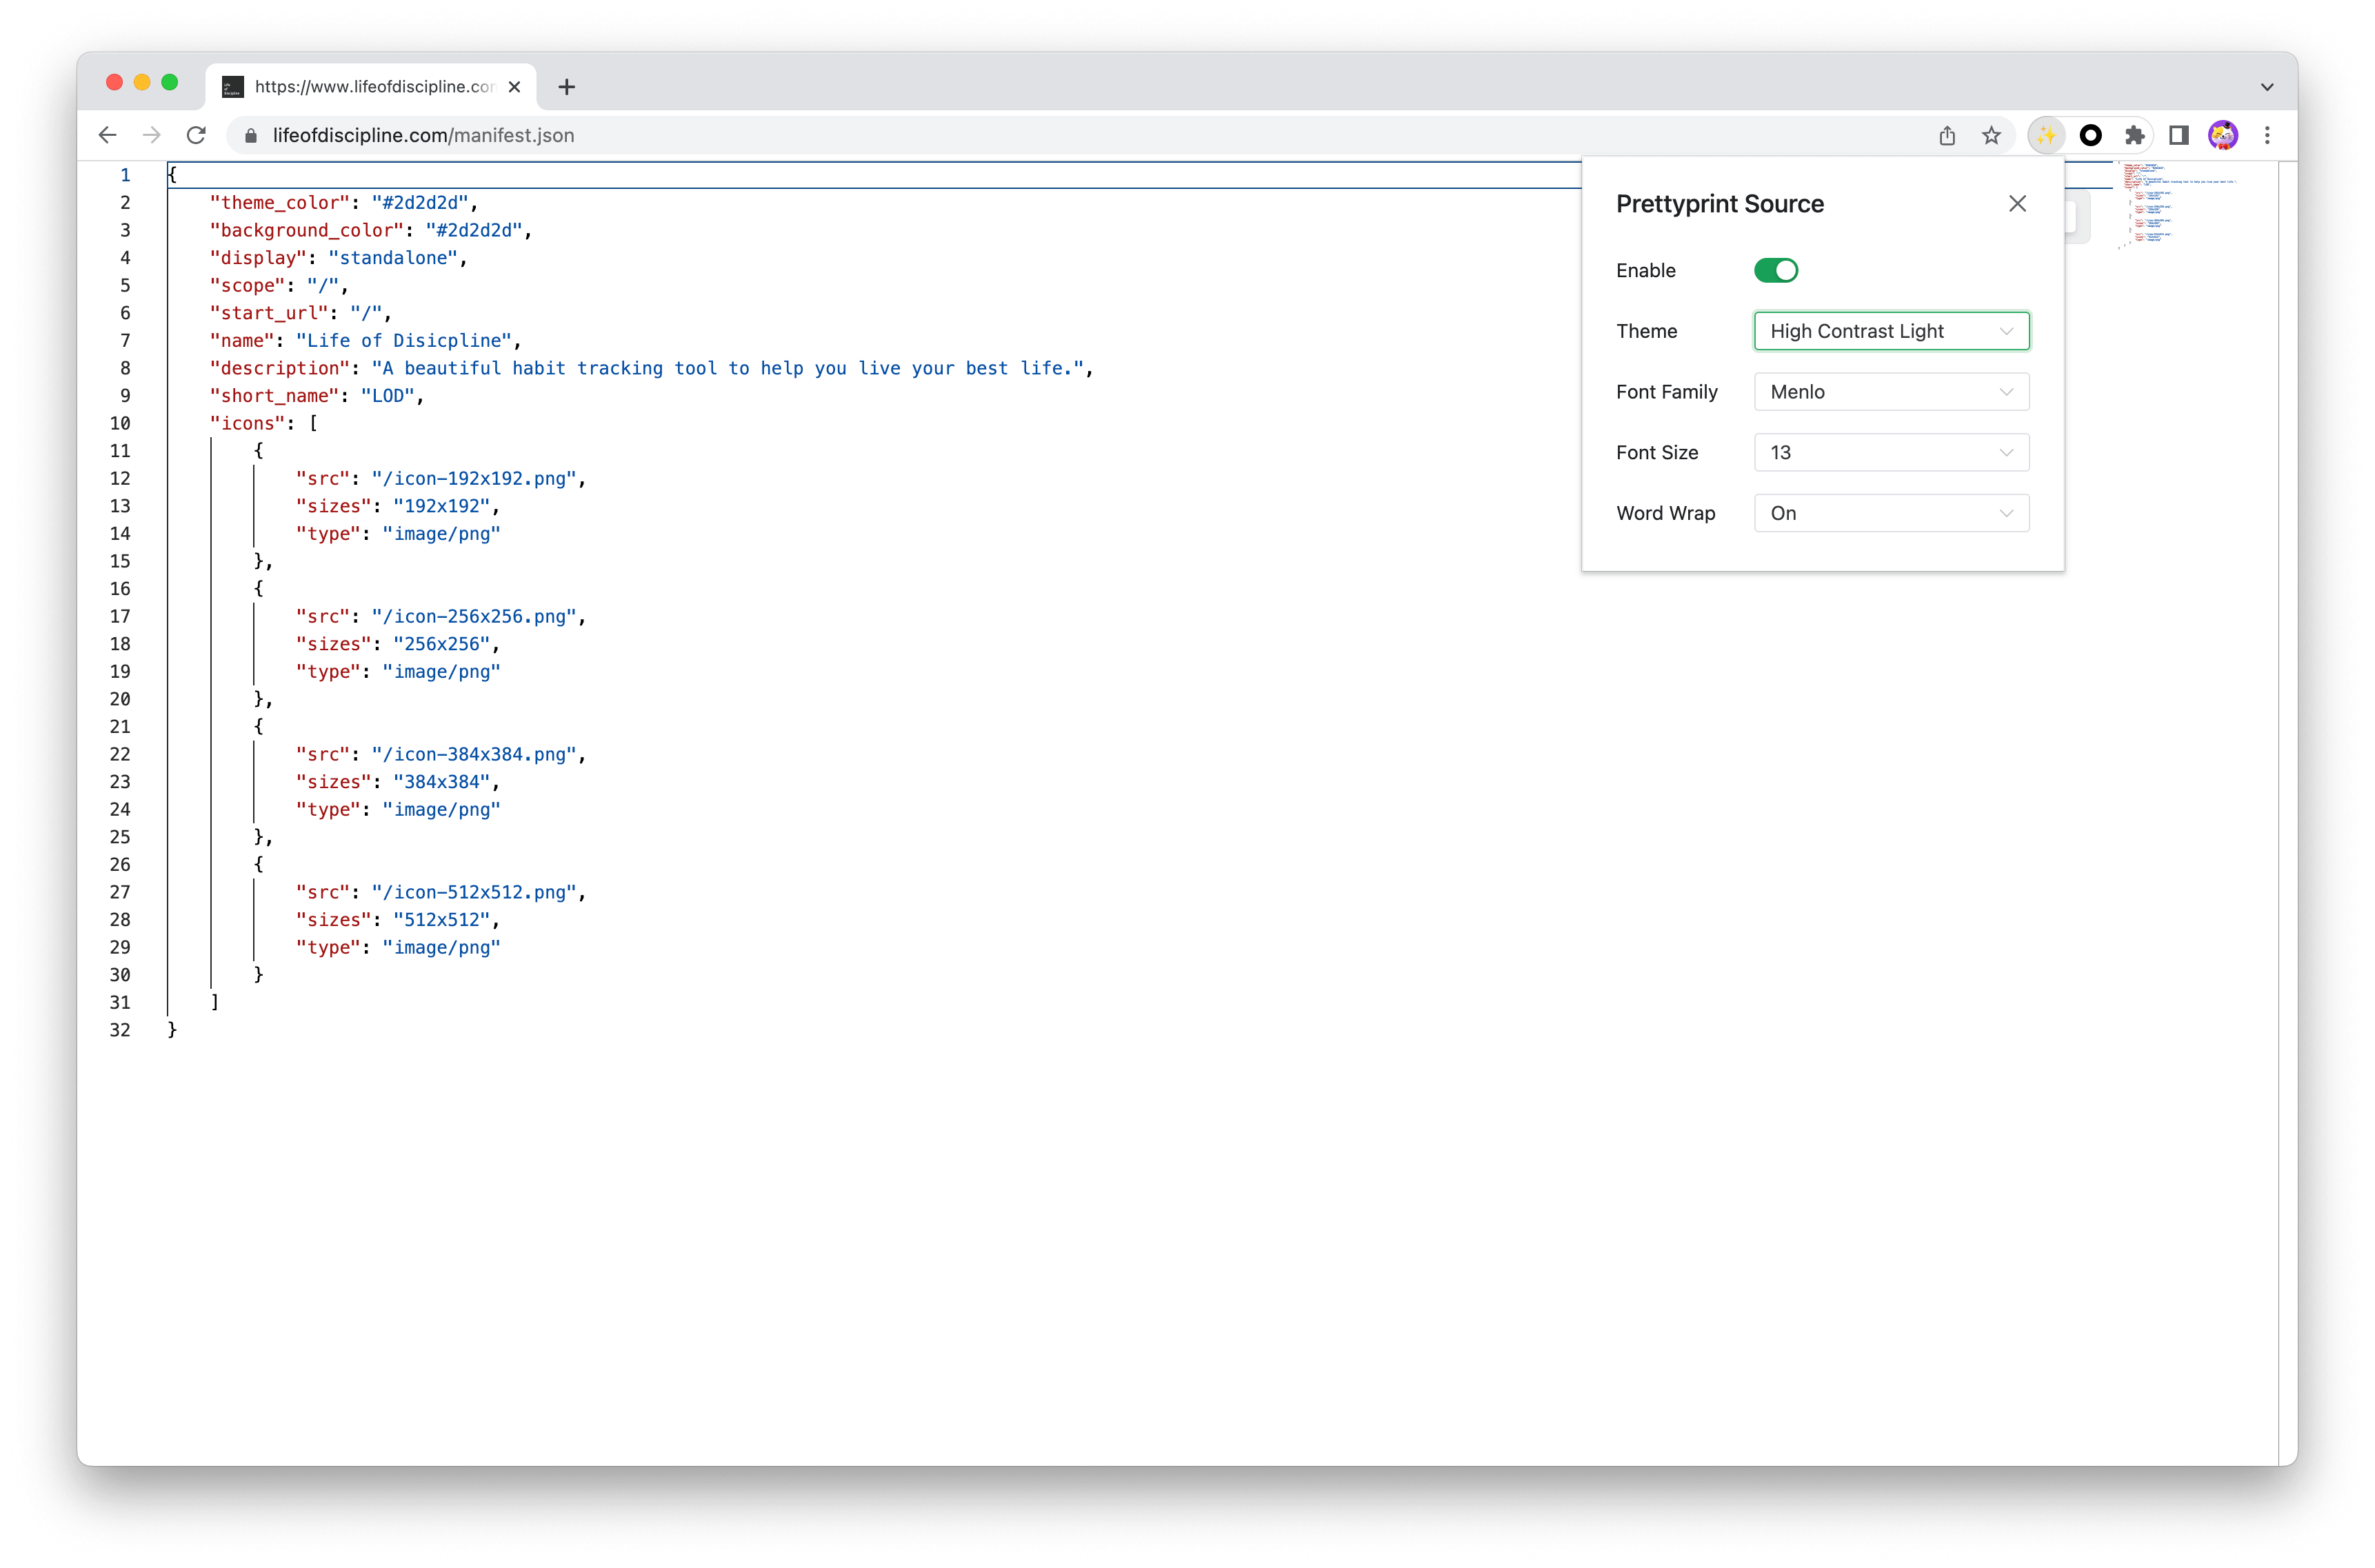 https://www.lifeofdiscipline.con
lifeofdiscipline.com/manifest.json
1 {
2 "theme_color": "#2d2d2d",
3 "background_color": "#2d2d2d",
4 "display": "standalone",
5 "scope": "/",
6 "start_url": "/",
7 "name": "Life of Disicpline",
8 "description": "A beautiful habit tracking tool to help you live your best life.",
9 "short_name": "LOD",
10 "icons": [
11 {
12 "src": "/icon-192x192.png",
13 "sizes": "192x192",
14 "type": "image/png"
15 },
16 {
17 "src": "/icon-256x256.png",
18 "sizes": "256x256",
19 "type": "image/png"
20 },
21 {
22 "src": "/icon-384x384.png",
23 "sizes": "384x384",
24 "type": "image/png"
25 },
26 {
27 "src": "/icon-512x512.png",
28 "sizes": "512x512",
29 "type": "image/png"
30 }
31 ]
32 }
Prettyprint Source
Enable
Theme High Contrast Light
Font Family Menlo
Font Size 13
Word Wrap On